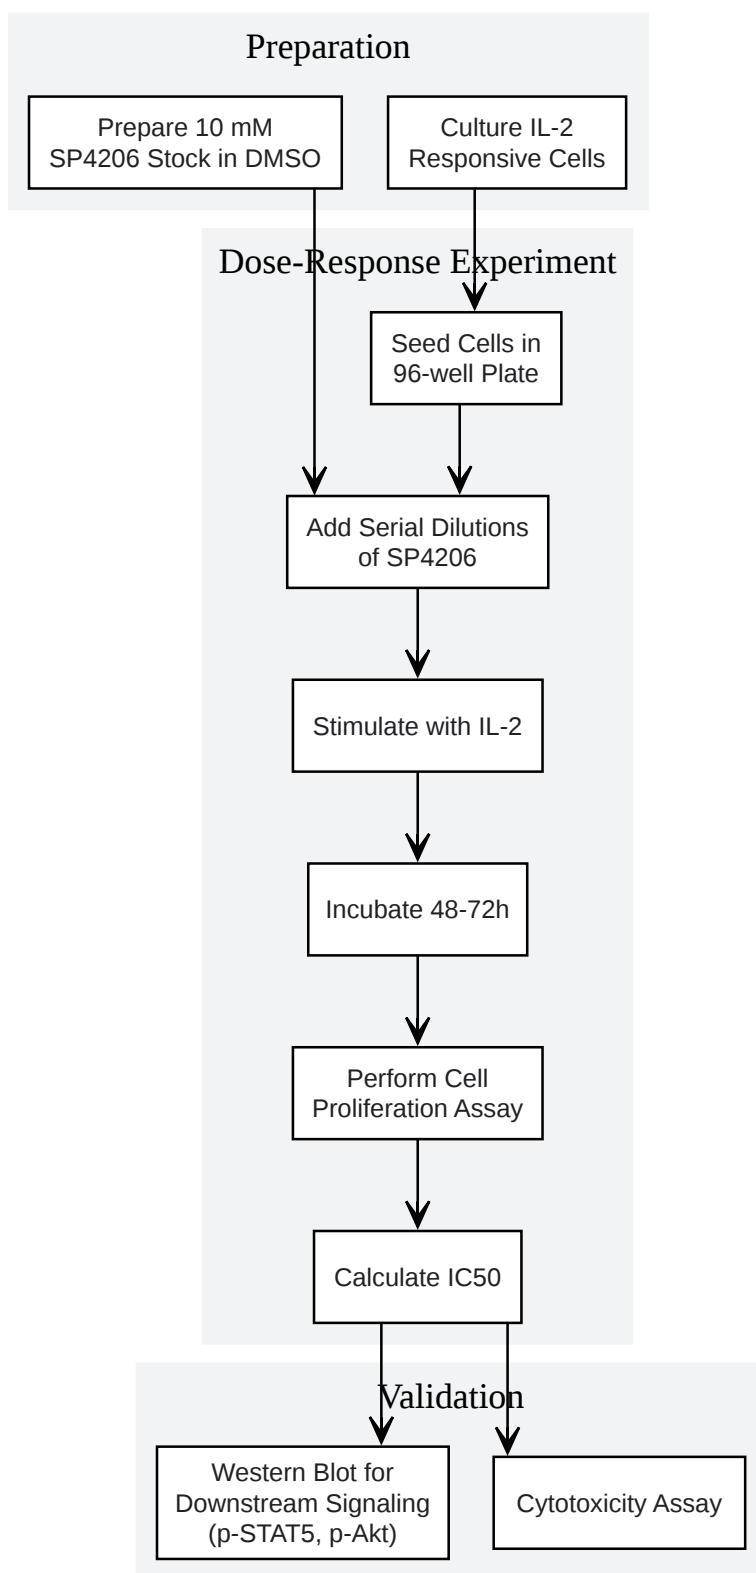 Preparation
Prepare 10 mM
SP4206 Stock in DMSO
Culture IL-2
Responsive Cells
Dose-Response Experiment
Seed Cells in
96-well Plate
Add Serial Dilutions
of SP4206
Stimulate with IL-2
Incubate 48-72h
Perform Cell
Proliferation Assay
Calculate IC50
Validation
Western Blot for
Downstream Signaling
(p-STAT5, p-Akt)
Cytotoxicity Assay